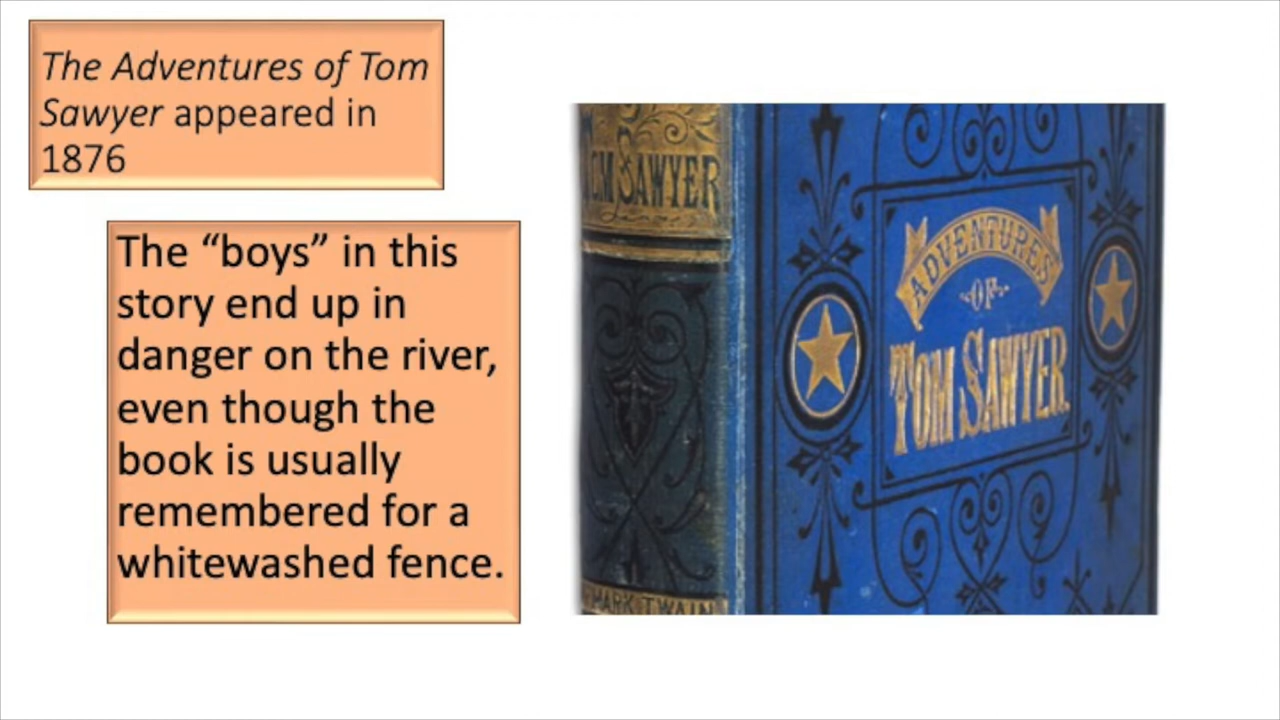 The Adventures of Tom
Sawyer appeared in
1876
The “boys” in this
story end up in
danger on the river,
even though the
book is usually
remembered for a
whitewashed fence.
TOM SAWYER
MARK TWAIN
ADVENTURES
OF
TOM SAWYER.